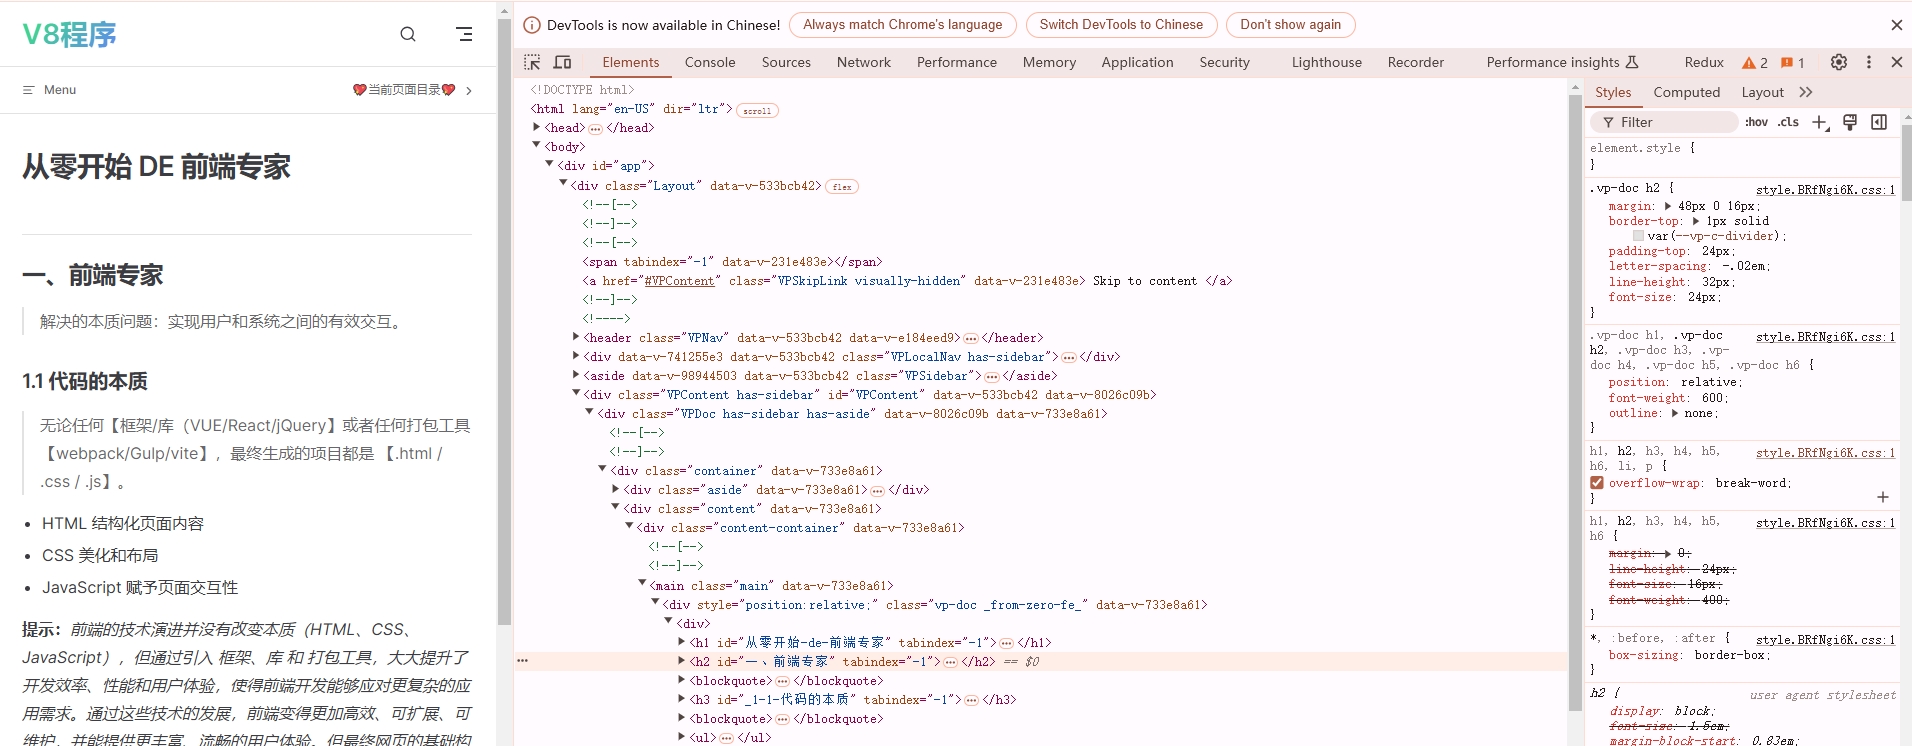 V8程序
Menu
❤️当前页面目录❤️ >
从零开始 DE 前端专家
一、前端专家
解决的本质问题：实现用户和系统之间的有效交互。
1.1 代码的本质
无论任何【框架/库（VUE/React/jQuery】或者任何打包工具
【webpack/Gulp/vite】，最终生成的项目都是 【.html /
.css / .js】。
• HTML 结构化页面内容
• CSS 美化和布局
• JavaScript 赋予页面交互性
提示：前端的技术演进并没有改变本质（HTML、CSS、
JavaScript），但通过引入 框架、库 和 打包工具，大大提升了
开发效率、性能和用户体验，使得前端开发能够应对更复杂的应
用需求。通过这些技术的发展，前端变得更加高效、可扩展、可
维护，并能提供更丰富、流畅的用户体验。但最终网页的基础构
DevTools is now available in Chinese! Always match Chrome's language Switch DevTools to Chinese Don't show again
Elements Console Sources Network Performance Memory Application Security Lighthouse Recorder Performance insights Redux 2 1
<!DOCTYPE html>
<html lang="en-US" dir="ltr"> scroll
<head> ⋯ </head>
<body>
<div id="app">
<div class="Layout" data-v-533bcb42> flex
<!--[-->
<!--]-->
<!--[-->
<span tabindex="-1" data-v-231e483e></span>
<a href="#VPContent" class="VPSkipLink visually-hidden" data-v-231e483e> Skip to content </a>
<!--]-->
<!---->
<header class="VPNav" data-v-533bcb42 data-v-e184eed9> ⋯ </header>
<div data-v-741255e3 data-v-533bcb42 class="VPLocalNav has-sidebar"> ⋯ </div>
<aside data-v-98944503 data-v-533bcb42 class="VPSidebar"> ⋯ </aside>
<div class="VPContent has-sidebar" id="VPContent" data-v-533bcb42 data-v-8026c09b>
<div class="VPDoc has-sidebar has-aside" data-v-8026c09b data-v-733e8a61>
<!--[-->
<!--]-->
<div class="container" data-v-733e8a61>
<div class="aside" data-v-733e8a61> ⋯ </div>
<div class="content" data-v-733e8a61>
<div class="content-container" data-v-733e8a61>
<!--[-->
<!--]-->
<main class="main" data-v-733e8a61>
<div style="position:relative;" class="vp-doc _from-zero-fe_" data-v-733e8a61>
<div>
<h1 id="从零开始-de-前端专家" tabindex="-1"> ⋯ </h1>
<h2 id="一、前端专家" tabindex="-1"> ⋯ </h2> == $0
<blockquote> ⋯ </blockquote>
<h3 id="_1-1-代码的本质" tabindex="-1"> ⋯ </h3>
<blockquote> ⋯ </blockquote>
<ul> ⋯ </ul>
Styles Computed Layout
Filter :hov .cls
element.style {
}
.vp-doc h2 { style.BRfNgi6K.css:1
margin: 48px 0 16px;
border-top: 1px solid
var(--vp-c-divider);
padding-top: 24px;
letter-spacing: -.02em;
line-height: 32px;
font-size: 24px;
}
.vp-doc h1, .vp-doc style.BRfNgi6K.css:1
h2, .vp-doc h3, .vp-
doc h4, .vp-doc h5, .vp-doc h6 {
position: relative;
font-weight: 600;
outline: none;
}
h1, h2, h3, h4, h5, style.BRfNgi6K.css:1
h6, li, p {
overflow-wrap: break-word;
}
h1, h2, h3, h4, h5, style.BRfNgi6K.css:1
h6 {
margin: 0;
line-height: 24px;
font-size: 16px;
font-weight: 400;
}
*, :before, :after { style.BRfNgi6K.css:1
box-sizing: border-box;
}
h2 { user agent stylesheet
display: block;
font-size: 1.5em;
margin-block-start: 0.83em;